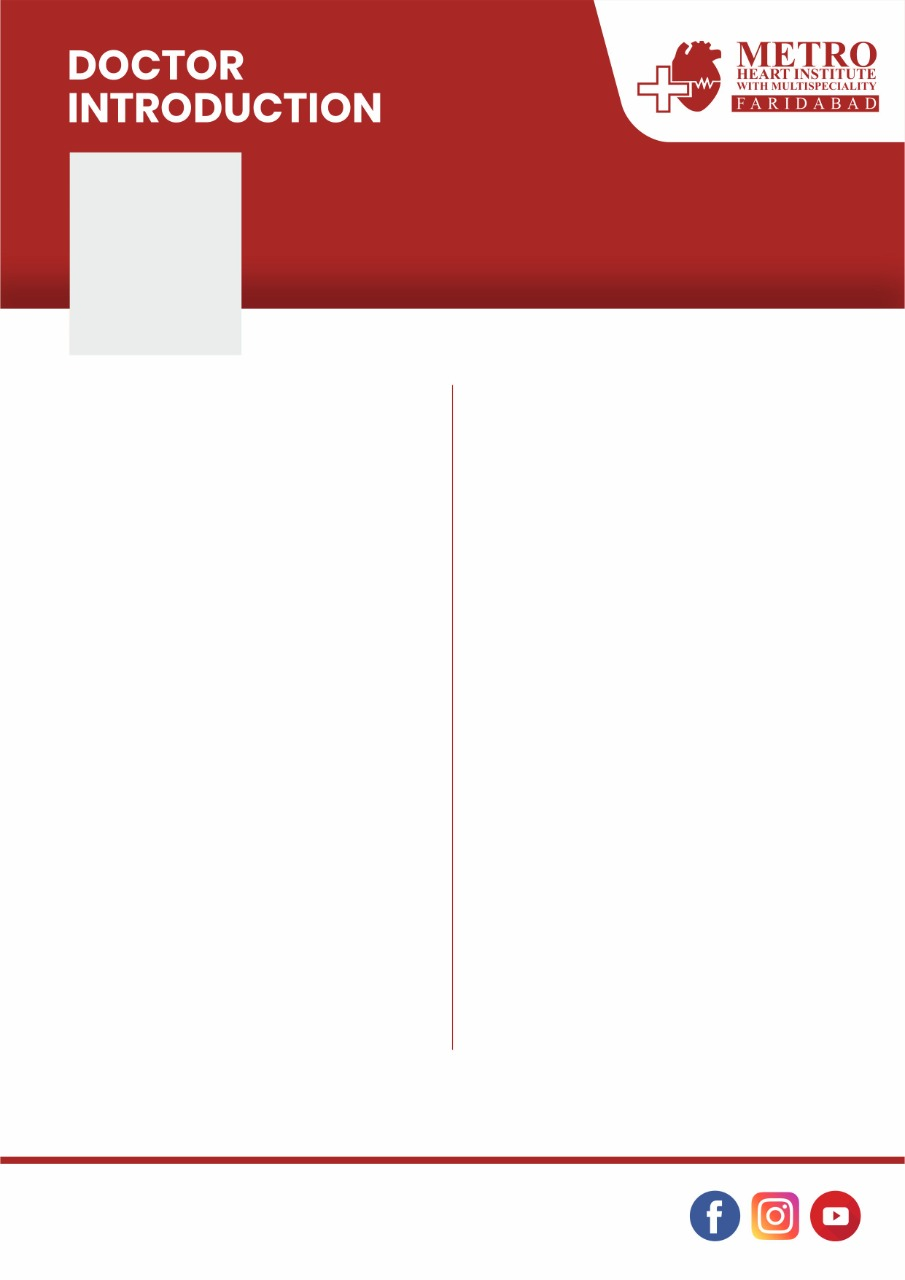 DOCTOR
INTRODUCTION
METRO
HEART INSTITUTE
WITH MULTISPECIALITY
FARIDABAD